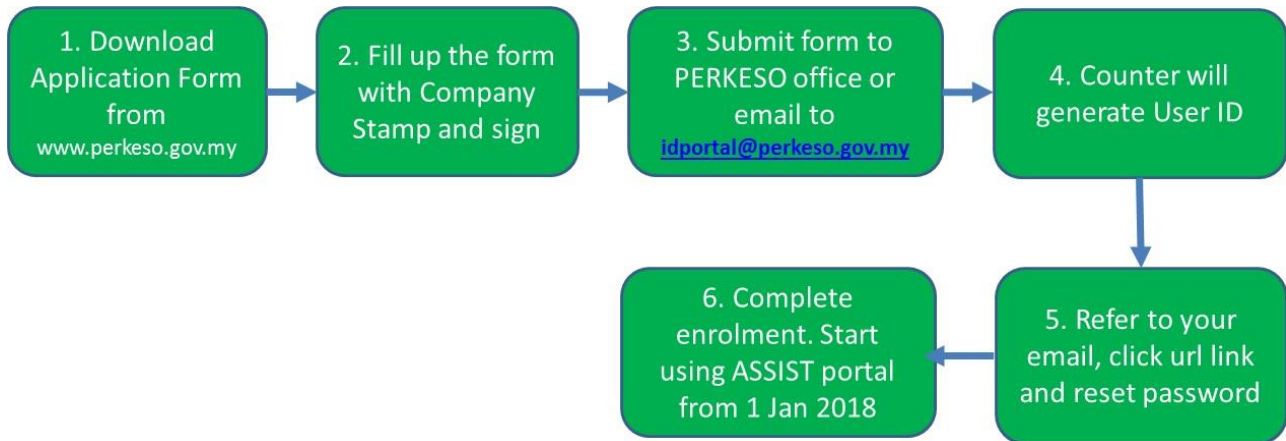 1. Download
Application Form
from
www.perkeso.gov.my
2. Fill up the form
with Company
Stamp and sign
3. Submit form to
PERKESO office or
email to
idportal@perkeso.gov.my
4. Counter will
generate User ID
5. Refer to your
email, click url link
and reset password
6. Complete
enrolment. Start
using ASSIST portal
from 1 Jan 2018